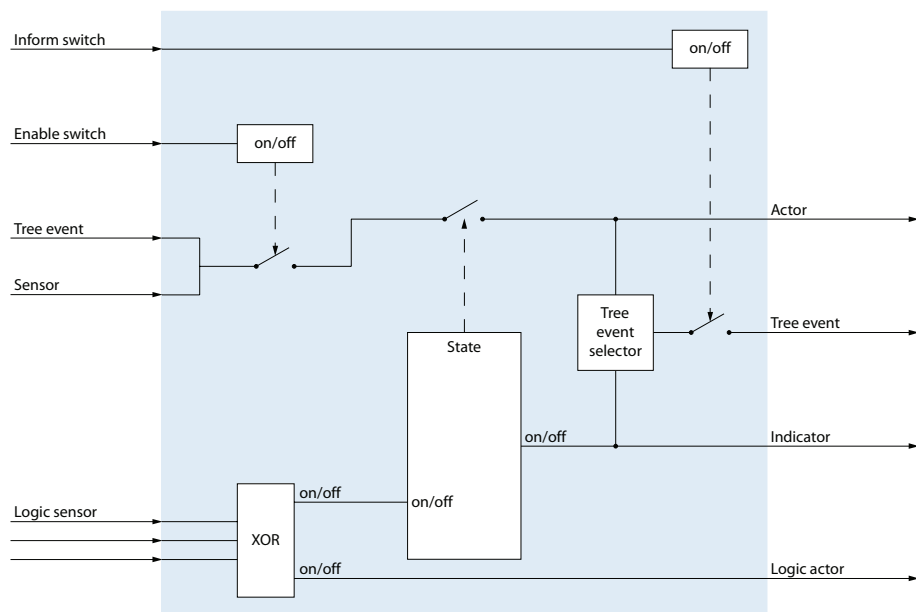 Inform switch
on/off
Enable switch
on/off
Tree event
Actor
Sensor
Tree
event
selector
Tree event
State
on/off
Indicator
on/off
on/off
Logic sensor
XOR
on/off
Logic actor